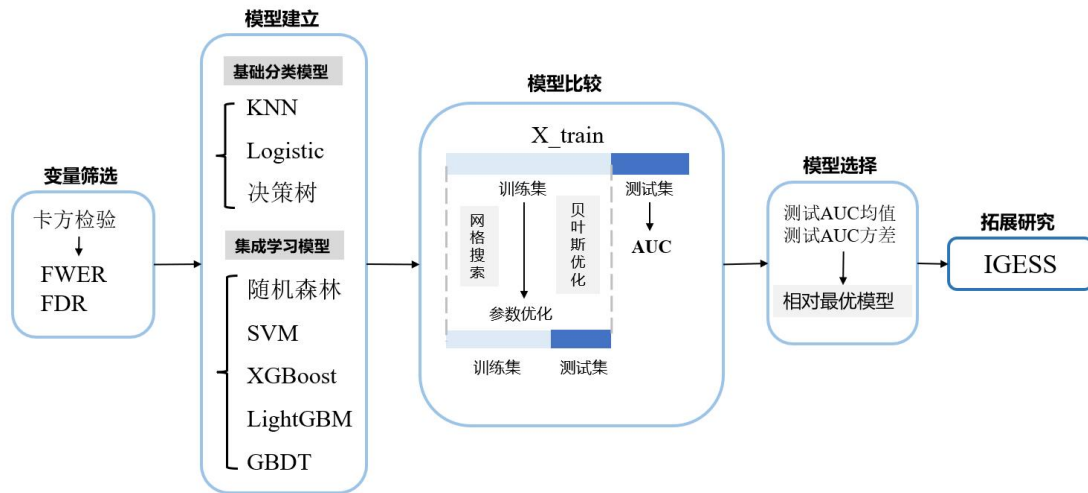 变量筛选
卡方检验
FWER
FDR
模型建立
基础分类模型
KNN
Logistic
决策树
集成学习模型
随机森林
SVM
XGBoost
LightGBM
GBDT
模型比较
X_train
训练集
测试集
网格搜索
贝叶斯优化
AUC
参数优化
训练集
测试集
模型选择
测试AUC均值
测试AUC方差
相对最优模型
拓展研究
IGESS